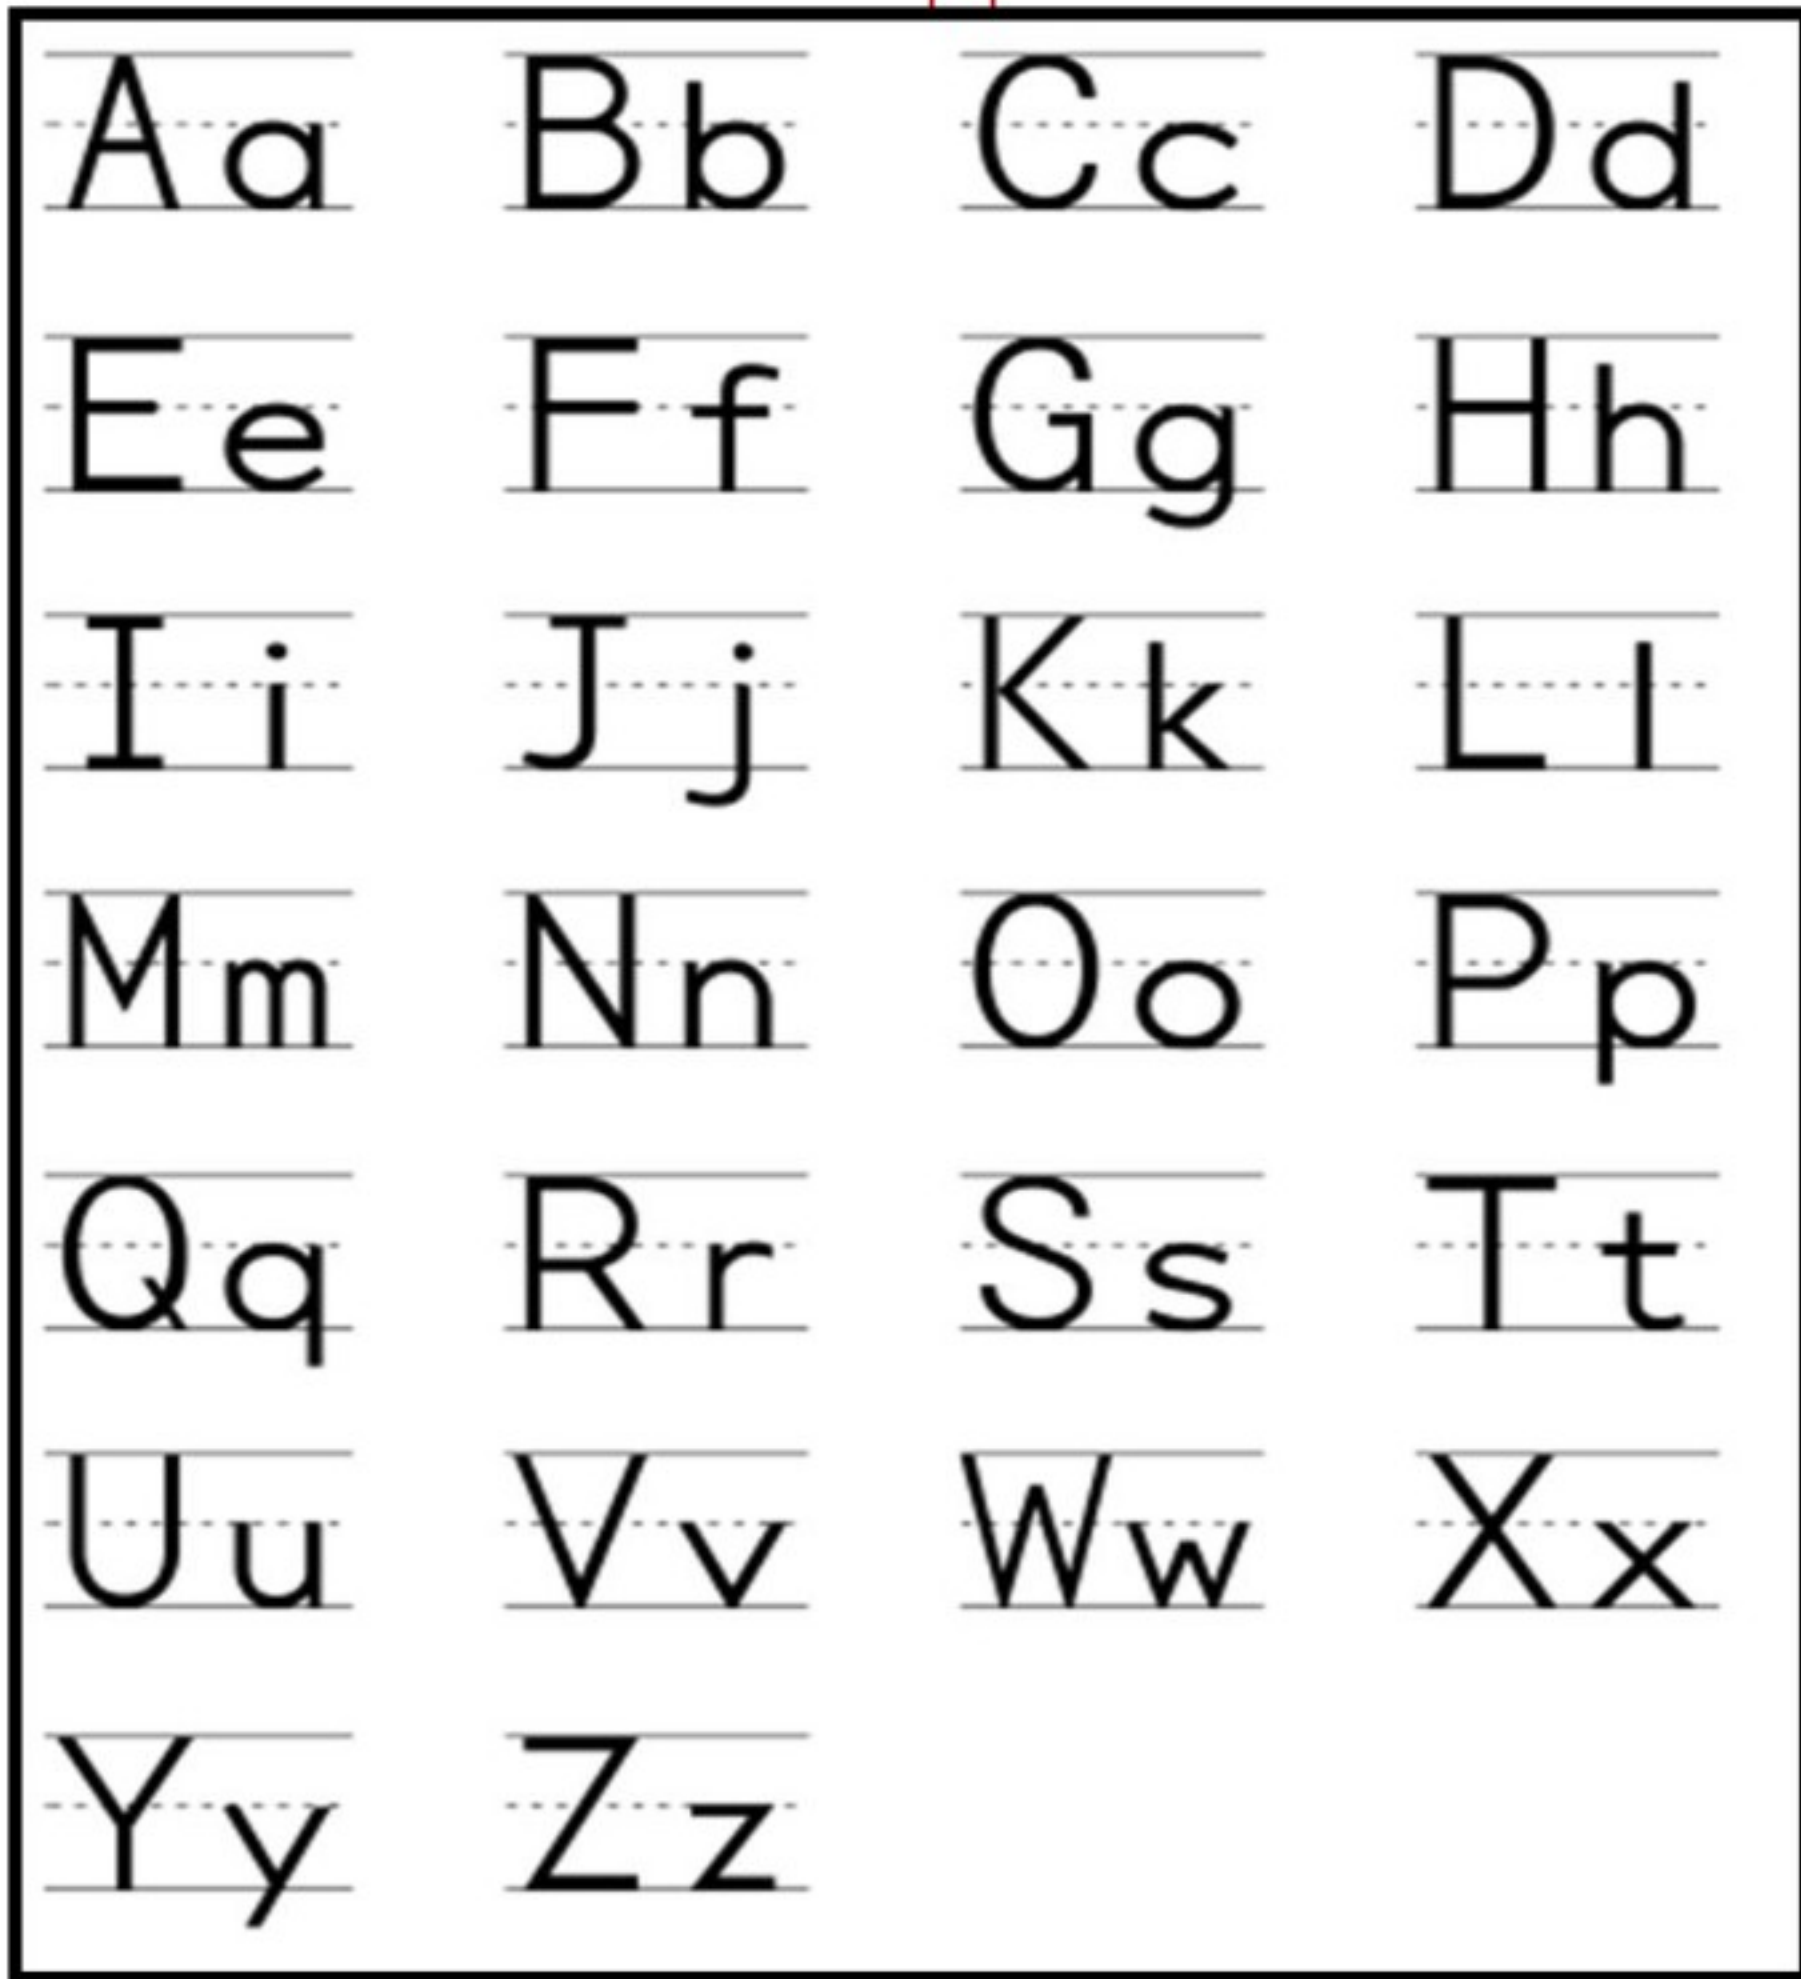 Aa Bb Cc Dd
Ee Ff Gg Hh
Ii Jj Kk Ll
Mm Nn Oo Pp
Qq Rr Ss Tt
Uu Vv Ww Xx
Yy Zz